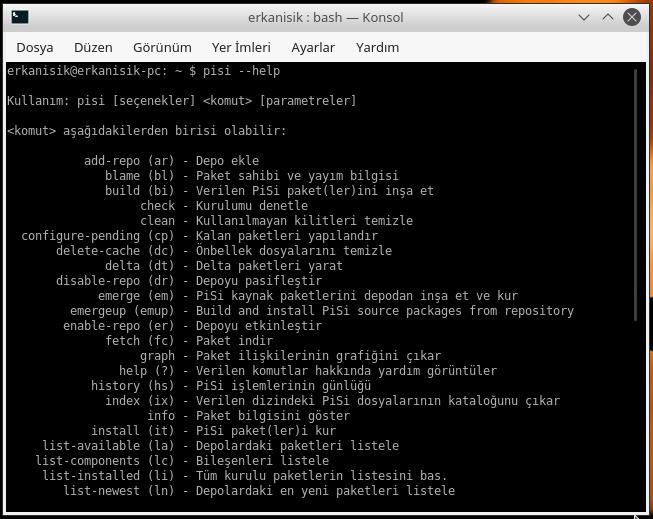 erkanisik : bash — Konsol
Dosya Düzen Görünüm Yer İmleri Ayarlar Yardım
erkanisik@erkanisik-pc: ~ $ pisi --help
Kullanım: pisi [seçenekler] <komut> [parametreler]
<komut> aşağıdakilerden birisi olabilir:
add-repo (ar) - Depo ekle
blame (bl) - Paket sahibi ve yayım bilgisi
build (bi) - Verilen PiSi paket(ler)ini inşa et
check - Kurulumu denetle
clean - Kullanılmayan kilitleri temizle
configure-pending (cp) - Kalan paketleri yapılandır
delete-cache (dc) - Önbellek dosyalarını temizle
delta (dt) - Delta paketleri yarat
disable-repo (dr) - Depoyu pasifleştir
emerge (em) - PiSi kaynak paketlerini depodan inşa et ve kur
emergeup (emup) - Build and install PiSi source packages from repository
enable-repo (er) - Depoyu etkinleştir
fetch (fc) - Paket indir
graph - Paket ilişkilerinin grafiğini çıkar
help (?) - Verilen komutlar hakkında yardım görüntüler
history (hs) - PiSi işlemlerinin günlüğü
index (ix) - Verilen dizindeki PiSi dosyalarının kataloğunu çıkar
info - Paket bilgisini göster
install (it) - PiSi paket(ler)i kur
list-available (la) - Depolardaki paketleri listele
list-components (lc) - Bileşenleri listele
list-installed (li) - Tüm kurulu paketlerin listesini bas.
list-newest (ln) - Depolardaki en yeni paketleri listele